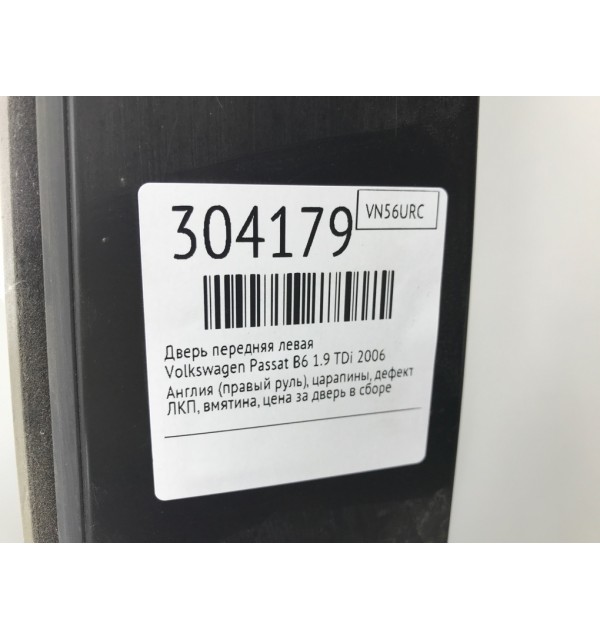 304179
VN56URC
Дверь передняя левая
Volkswagen Passat B6 1.9 TDi 2006
Англия (правый руль), царапины, дефект
ЛКП, вмятина, цена за дверь в сборе